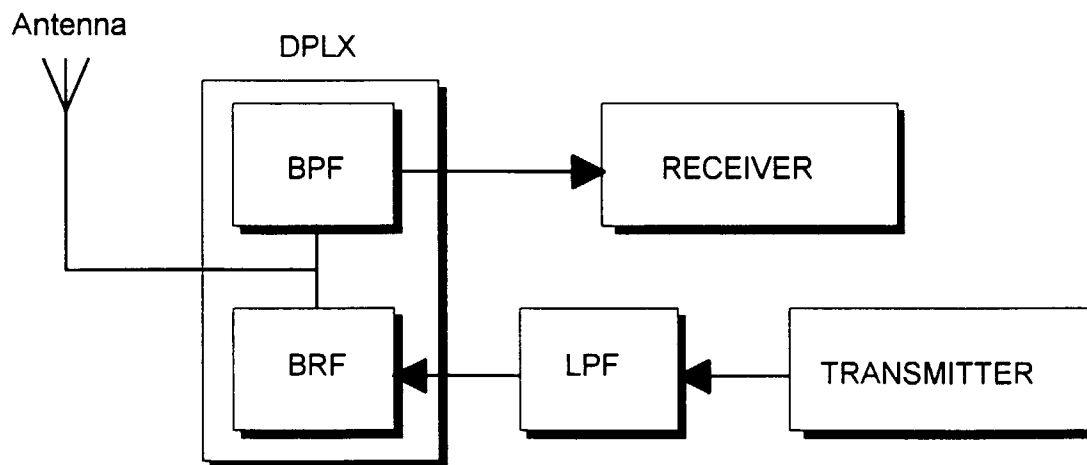 Antenna
DPLX
BPF
RECEIVER
BRF
LPF
TRANSMITTER